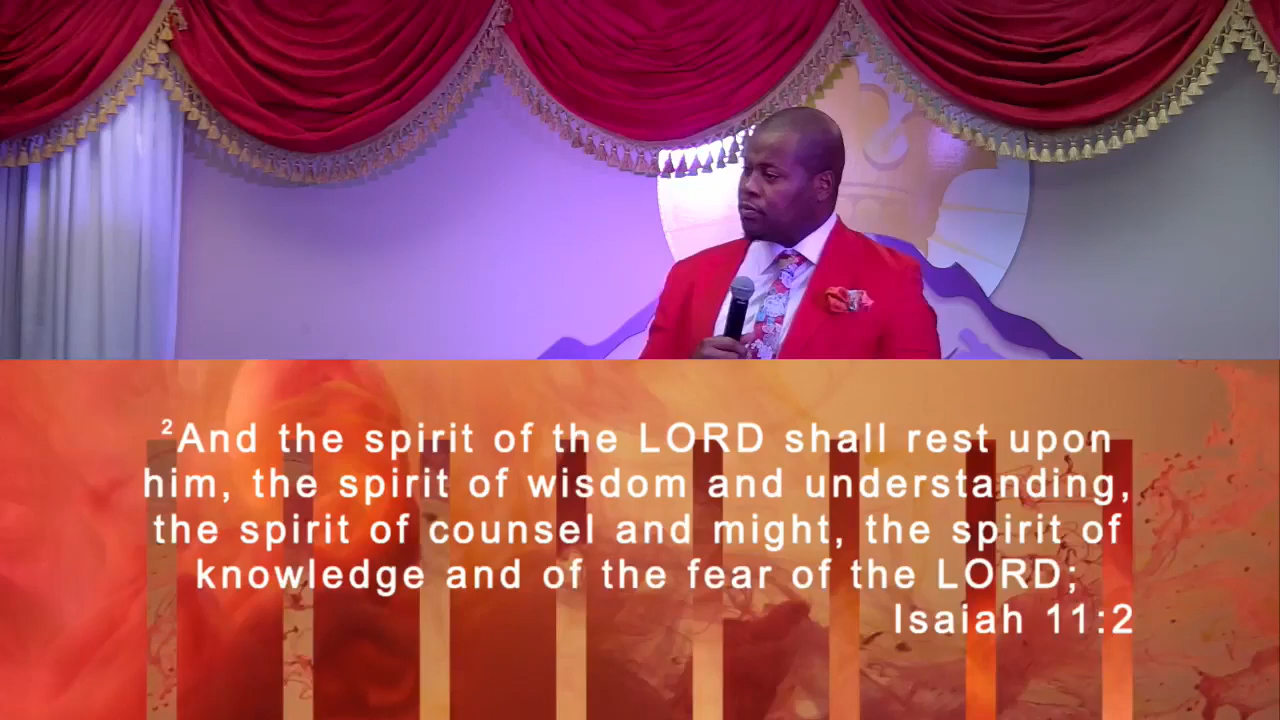 ²And the spirit of the LORD shall rest upon
him, the spirit of wisdom and understanding,
the spirit of counsel and might, the spirit of
knowledge and of the fear of the LORD;
Isaiah 11:2